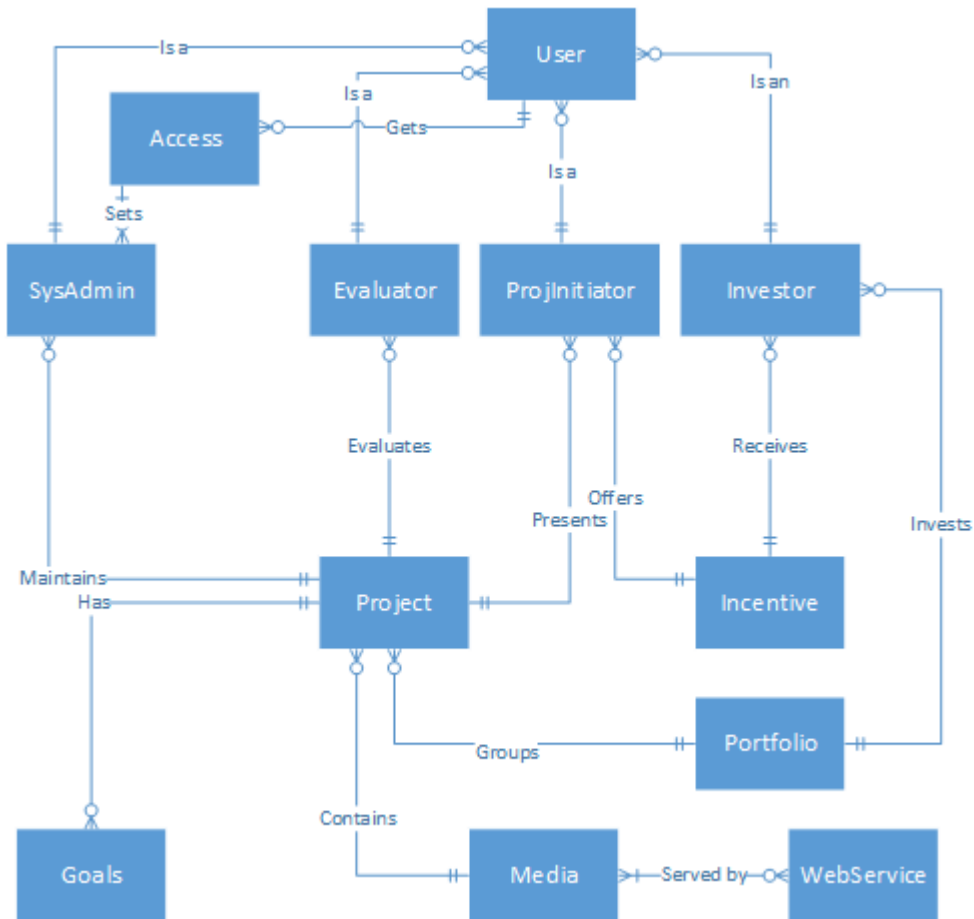 Is a
User
Is a
Is an
Access
Gets
Is a
Sets
SysAdmin
Evaluator
ProjInitiator
Investor
Evaluates
Receives
Offers
Presents
Invests
Maintains
Has
Project
Incentive
Groups
Portfolio
Contains
Goals
Media
Served by
WebService